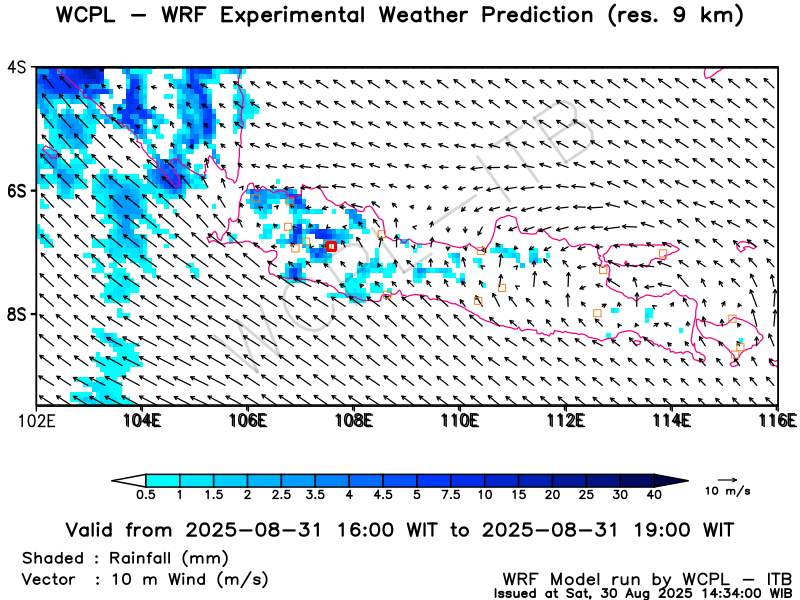 WCPL – WRF Experimental Weather Prediction (res. 9 km)
4S
6S
8S
102E 104E 106E 108E 110E 112E 114E 116E
WCPL–ITB
0.5 1 1.5 2 2.5 3.5 4 4.5 5 7.5 10 15 20 25 30 40
10 m/s
Valid from 2025–08–31 16:00 WIT to 2025–08–31 19:00 WIT
Shaded : Rainfall (mm)
Vector : 10 m Wind (m/s)
WRF Model run by WCPL – ITB
Issued at Sat, 30 Aug 2025 14:34:00 WIB